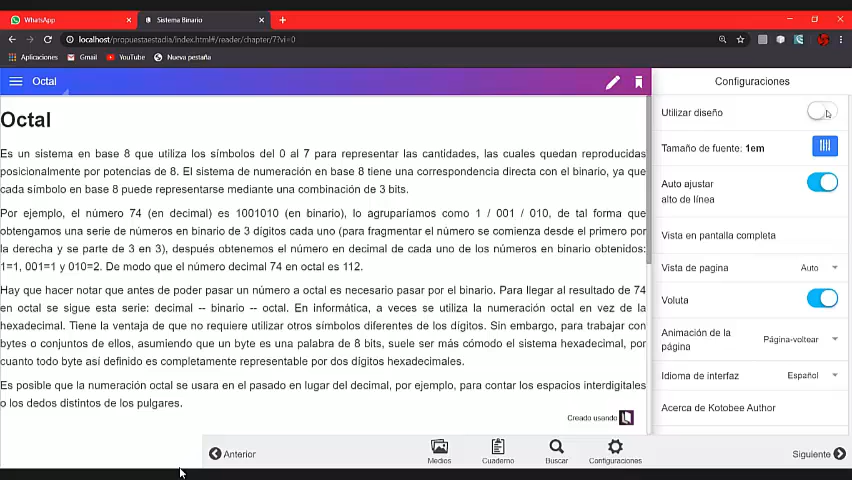 WhatsApp
Sistema Binario
localhost/propuestaestadia/index.html#/reader/chapter/7?vi=0
Aplicaciones Gmail YouTube Nueva pestaña
Octal
Configuraciones
Octal
Es un sistema en base 8 que utiliza los símbolos del 0 al 7 para representar las cantidades, las cuales quedan reproducidas
posicionalmente por potencias de 8. El sistema de numeración en base 8 tiene una correspondencia directa con el binario, ya que
cada símbolo en base 8 puede representarse mediante una combinación de 3 bits.
Por ejemplo, el número 74 (en decimal) es 1001010 (en binario), lo agruparíamos como 1 / 001 / 010, de tal forma que
obtengamos una serie de números en binario de 3 dígitos cada uno (para fragmentar el número se comienza desde el primero por
la derecha y se parte de 3 en 3), después obtenemos el número en decimal de cada uno de los números en binario obtenidos:
1=1, 001=1 y 010=2. De modo que el número decimal 74 en octal es 112.
Hay que hacer notar que antes de poder pasar un número a octal es necesario pasar por el binario. Para llegar al resultado de 74
en octal se sigue esta serie: decimal -- binario -- octal. En informática, a veces se utiliza la numeración octal en vez de la
hexadecimal. Tiene la ventaja de que no requiere utilizar otros símbolos diferentes de los dígitos. Sin embargo, para trabajar con
bytes o conjuntos de ellos, asumiendo que un byte es una palabra de 8 bits, suele ser más cómodo el sistema hexadecimal, por
cuanto todo byte así definido es completamente representable por dos dígitos hexadecimales.
Es posible que la numeración octal se usara en el pasado en lugar del decimal, por ejemplo, para contar los espacios interdigitales
o los dedos distintos de los pulgares.
Creado usando
Utilizar diseño
Tamaño de fuente: 1em
Auto ajustar
alto de línea
Vista en pantalla completa
Vista de pagina Auto
Voluta
Animación de la
página Página-voltear
Idioma de interfaz Español
Acerca de Kotobee Author
Anterior
Medios
Cuaderno
Buscar
Configuraciones
Siguiente